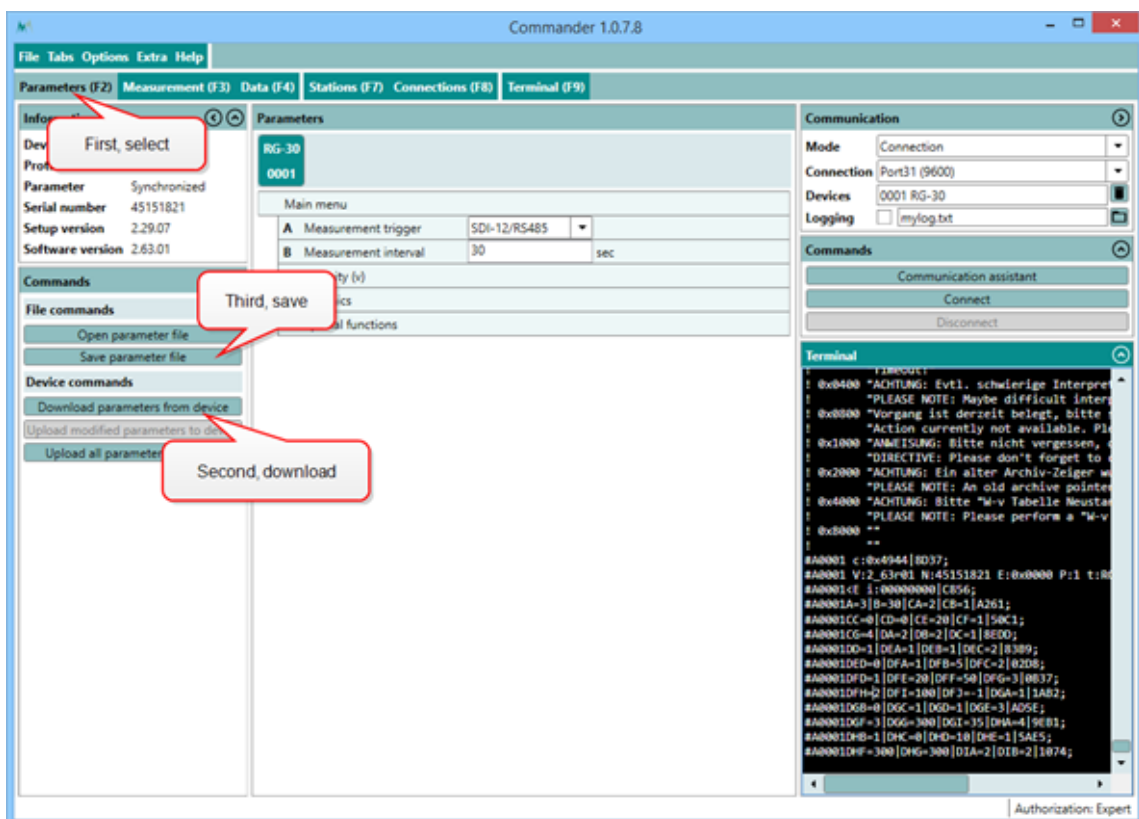 Commander 1.0.7.8
File Tabs Options Extra Help
Parameters (F2) Measurement (F3) Data (F4) Stations (F7) Connections (F8) Terminal (F9)
First, select
Parameter Synchronized
Serial number 45151821
Setup version 2.29.07
Software version 2.63.01
Commands
File commands
Open parameter file
Save parameter file
Third, save
Device commands
Download parameters from device
Upload modified parameters to
Upload all
Second, download
Parameters
RG-30
0001
Main menu
A Measurement trigger SDI-12/RS485
B Measurement interval 30 sec
(v)
functions
Communication
Mode Connection
Connection Port31 (9600)
Devices 0001 RG-30
Logging mylog.txt
Commands
Communication assistant
Connect
Disconnect
Terminal
! 0x0400 "ACHTUNG: Evtl. schwierige Interpret
! "PLEASE NOTE: Maybe difficult interp
! 0x0800 "Vorgang ist derzeit belegt, bitte
! "Action currently not available. Pl
! 0x1000 "ANWEISUNG: Bitte nicht vergessen,
! "DIRECTIVE: Please don't forget to
! 0x2000 "ACHTUNG: Ein alter Archiv-Zeiger
! "PLEASE NOTE: An old archive pointe
! 0x4000 "ACHTUNG: Bitte "W-v Tabelle Neusta
! "PLEASE NOTE: Please perform a "W-v
! 0x8000 ""
! ""
#A0001 c:0x4944|8D37;
#A0001 V:2_63r01 N:45151821 E:0x0000 P:1
#A0001<E i:00000000|C856;
#A0001A=3|B=30|CA=2|CB=1|A261;
#A0001CC=0|CD=0|CE=20|CF=1|50C1;
#A0001CG=4|DA=2|DB=2|DC=1|8EDD;
#A0001DD=1|DEA=1|DEB=1|DEC=2|83B9;
#A0001DED=0|DFA=1|DFB=5|DFC=2|02D8;
#A0001DFD=1|DFE=20|DFF=50|DFG=3|0B37;
#A0001DFH=2|DFI=100|DFJ=-1|DGA=1|1AB2;
#A0001DGB=0|DGC=1|DGD=1|DGE=3|AD5E;
#A0001DGF=3|DGG=300|DGI=35|DHA=4|9EB1;
#A0001DHB=1|DHC=0|DHD=10|DHE=1|5AE5;
#A0001DHF=300|DHG=300|DIA=2|DIB=2|1074;
Authorization: Expert